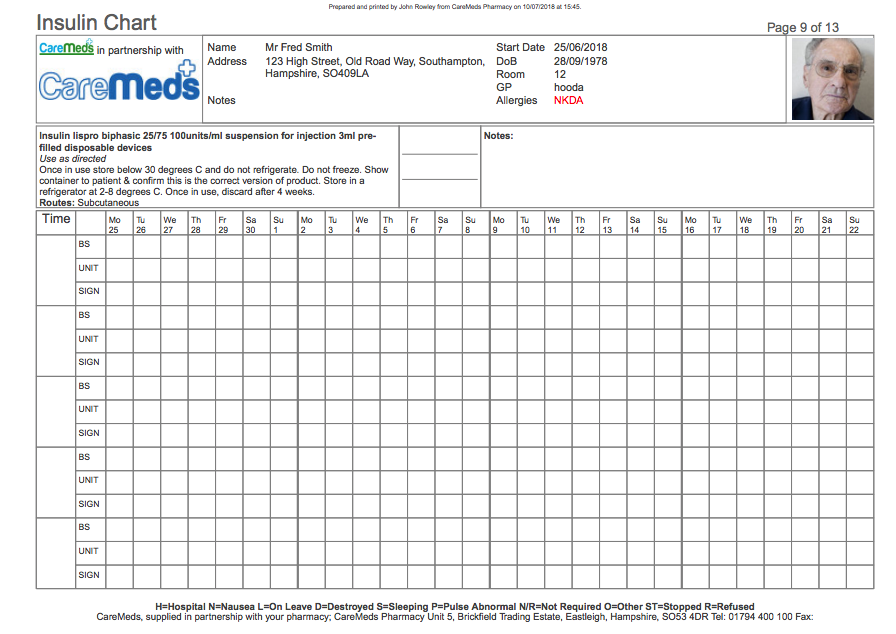 Prepared and printed by John Rowley from CareMeds Pharmacy on 10/07/2018 at 15:45.
Insulin Chart
Page 9 of 13
CareMeds in partnership with
CareMeds
Name Mr Fred Smith
Address 123 High Street, Old Road Way, Southampton,
Hampshire, SO409LA
Notes
Start Date 25/06/2018
DoB 28/09/1978
Room 12
GP hooda
Allergies NKDA
Insulin lispro biphasic 25/75 100units/ml suspension for injection 3ml pre-
filled disposable devices
Use as directed
Once in use store below 30 degrees C and do not refrigerate. Do not freeze. Show
container to patient & confirm this is the correct version of product. Store in a
refrigerator at 2-8 degrees C. Once in use, discard after 4 weeks.
Routes: Subcutaneous
Notes:
Time Mo Tu We Th Fr Sa Su Mo Tu We Th Fr Sa Su Mo Tu We Th Fr Sa Su Mo Tu We Th Fr Sa Su
25 26 27 28 29 30 1 2 3 4 5 6 7 8 9 10 11 12 13 14 15 16 17 18 19 20 21 22
BS
UNIT
SIGN
BS
UNIT
SIGN
BS
UNIT
SIGN
BS
UNIT
SIGN
BS
UNIT
SIGN
H=Hospital N=Nausea L=On Leave D=Destroyed S=Sleeping P=Pulse Abnormal N/R=Not Required O=Other ST=Stopped R=Refused
CareMeds, supplied in partnership with your pharmacy; CareMeds Pharmacy Unit 5, Brickfield Trading Estate, Eastleigh, Hampshire, SO53 4DR Tel: 01794 400 100 Fax: